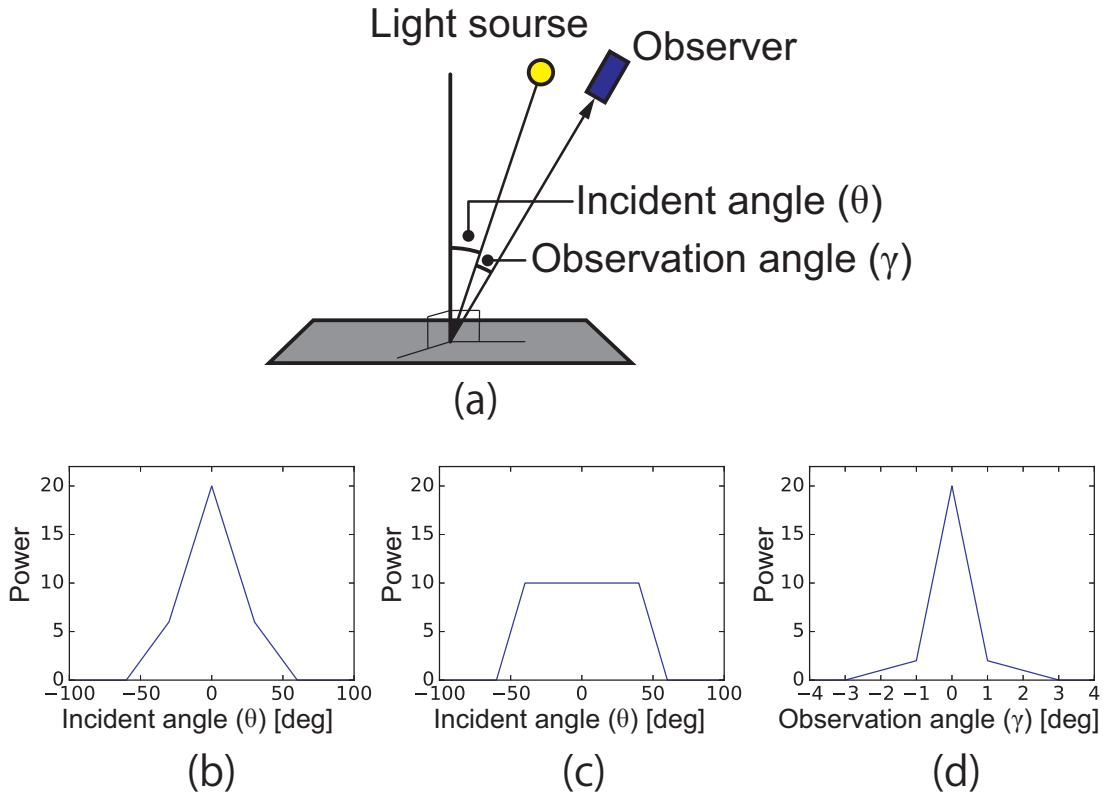 Light sourse
Observer
Incident angle (θ)
Observation angle (γ)
(a)
20
15
10
5
0
−100 −50 0 50 100
Power
Incident angle (θ) [deg]
(b)
20
15
10
5
0
−100 −50 0 50 100
Power
Incident angle (θ) [deg]
(c)
20
15
10
5
0
−4 −3 −2 −1 0 1 2 3 4
Power
Observation angle (γ) [deg]
(d)